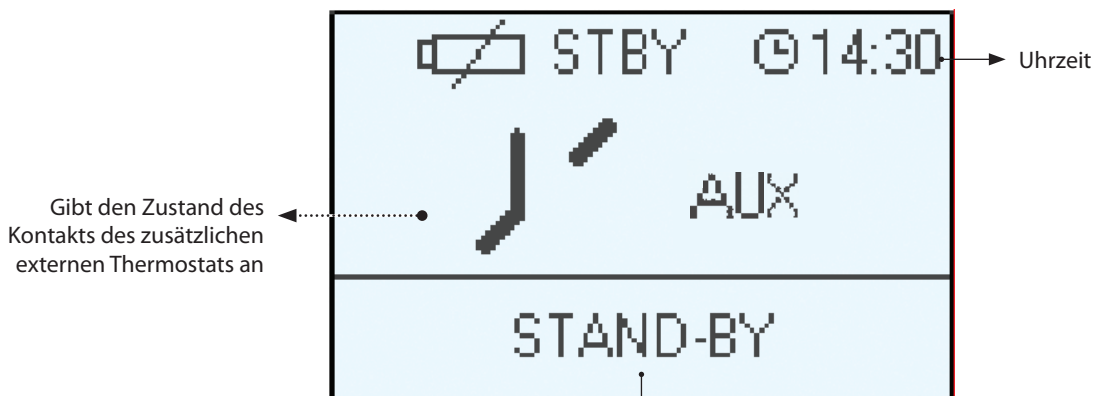 STBY 14:30
Uhrzeit
AUX
Gibt den Zustand des
Kontakts des zusätzlichen
externen Thermostats an
STAND-BY